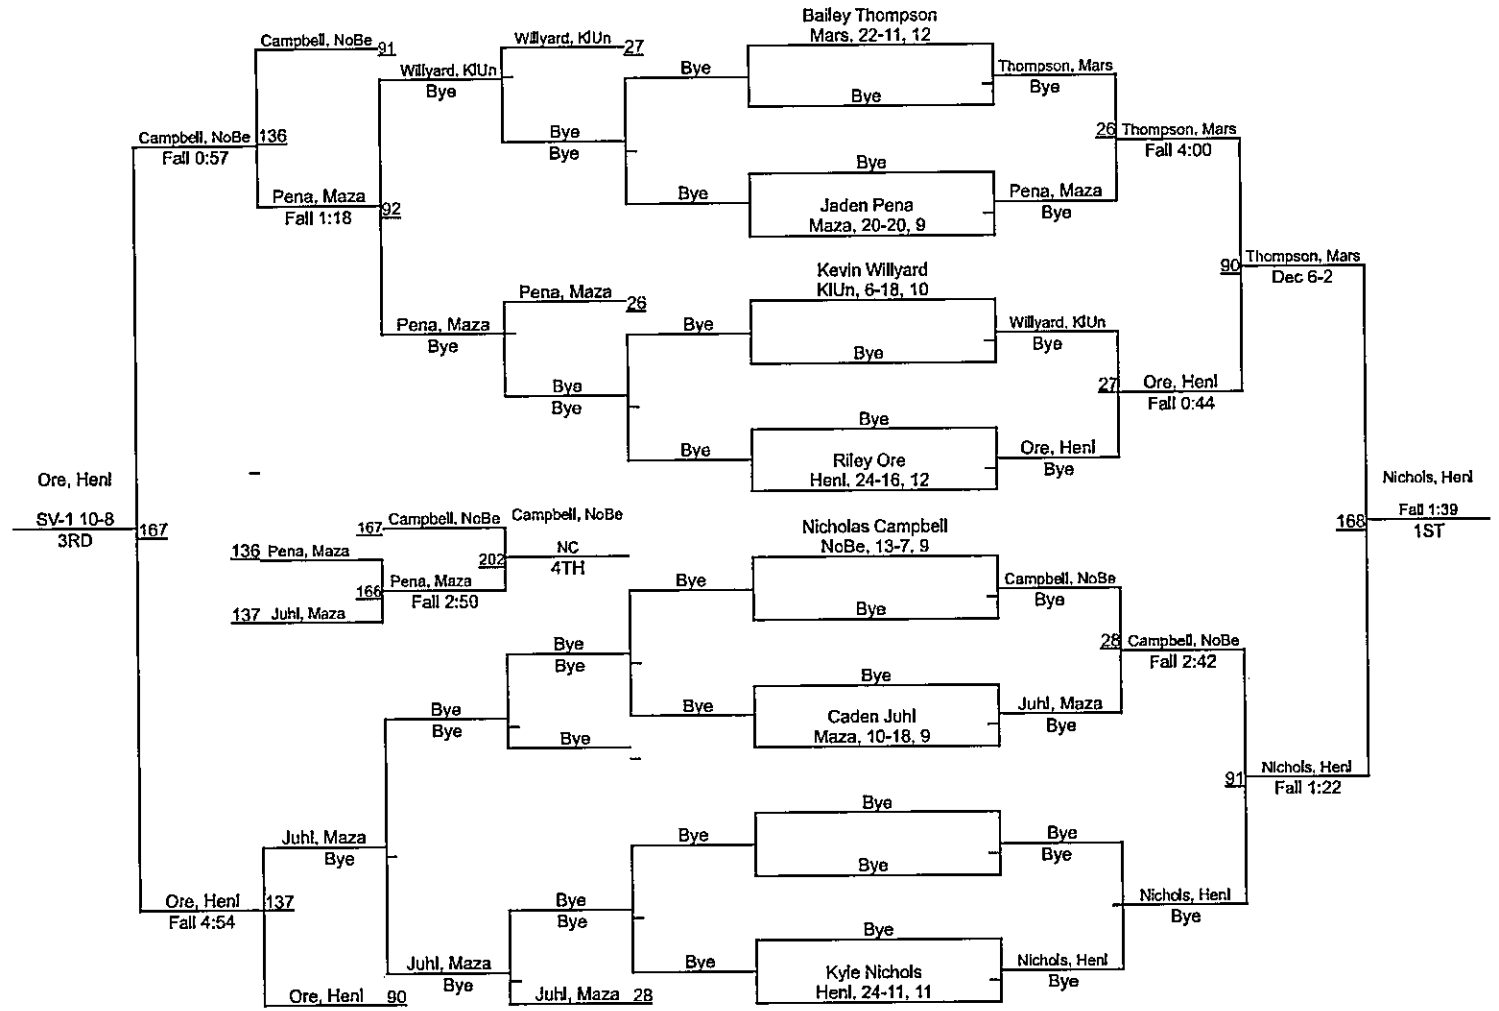 Bailey Thompson
Mars, 22-11, 12
Campbell, NoBe 91
Willyard, KlUn 27
Willyard, KlUn
Bye
Bye
Thompson, Mars
Bye
Bye
Campbell, NoBe 136
Fall 0:57
Bye
Bye
26 Thompson, Mars
Fall 4:00
Bye
Pena, Maza
Fall 1:18
92
Bye
Jaden Pena
Maza, 20-20, 9
Pena, Maza
Bye
90 Thompson, Mars
Dec 6-2
Kevin Willyard
KlUn, 6-18, 10
Pena, Maza 26
Pena, Maza
Bye
Bye
Willyard, KlUn
Bye
Bye
Bye
Bye
27 Ore, Henl
Fall 0:44
Bye
Bye
Riley Ore
Henl, 24-16, 12
Ore, Henl
Bye
Ore, Henl
SV-1 10-8
3RD
167
Nichols, Henl
168 Fall 1:39
1ST
167 Campbell, NoBe
Campbell, NoBe
136 Pena, Maza
202 NC
4TH
166 Pena, Maza
Fall 2:50
137 Juhl, Maza
Nicholas Campbell
NoBe, 13-7, 9
Bye
Campbell, NoBe
Bye
Bye
Bye
Bye
28 Campbell, NoBe
Fall 2:42
Bye
Bye
Bye
Bye
Caden Juhl
Maza, 10-18, 9
Juhl, Maza
Bye
Bye
91 Nichols, Henl
Fall 1:22
Bye
Juhl, Maza
Bye
Bye
Bye
Bye
Bye
Ore, Henl 137
Fall 4:54
Bye
Bye
Nichols, Henl
Bye
Bye
Juhl, Maza
Bye
Bye
Kyle Nichols
Henl, 24-11, 11
Nichols, Henl
Bye
Ore, Henl 90
Juhl, Maza 28